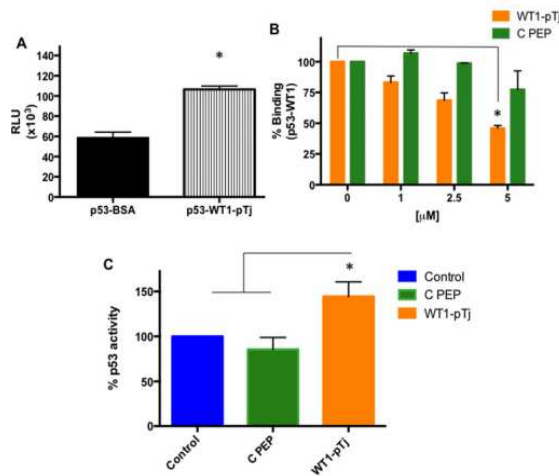 A
*
RLU
(x10³)
140
120
100
80
60
40
20
0
p53-BSA
p53-WT1-pTj
B
WT1-pTj
C PEP
% Binding
(p53-WT1)
100
75
50
25
0
*
0
1
2.5
5
[µM]
C
*
Control
C PEP
WT1-pTj
% p53 activity
150
100
50
0
Control
C PEP
WT1-pTj